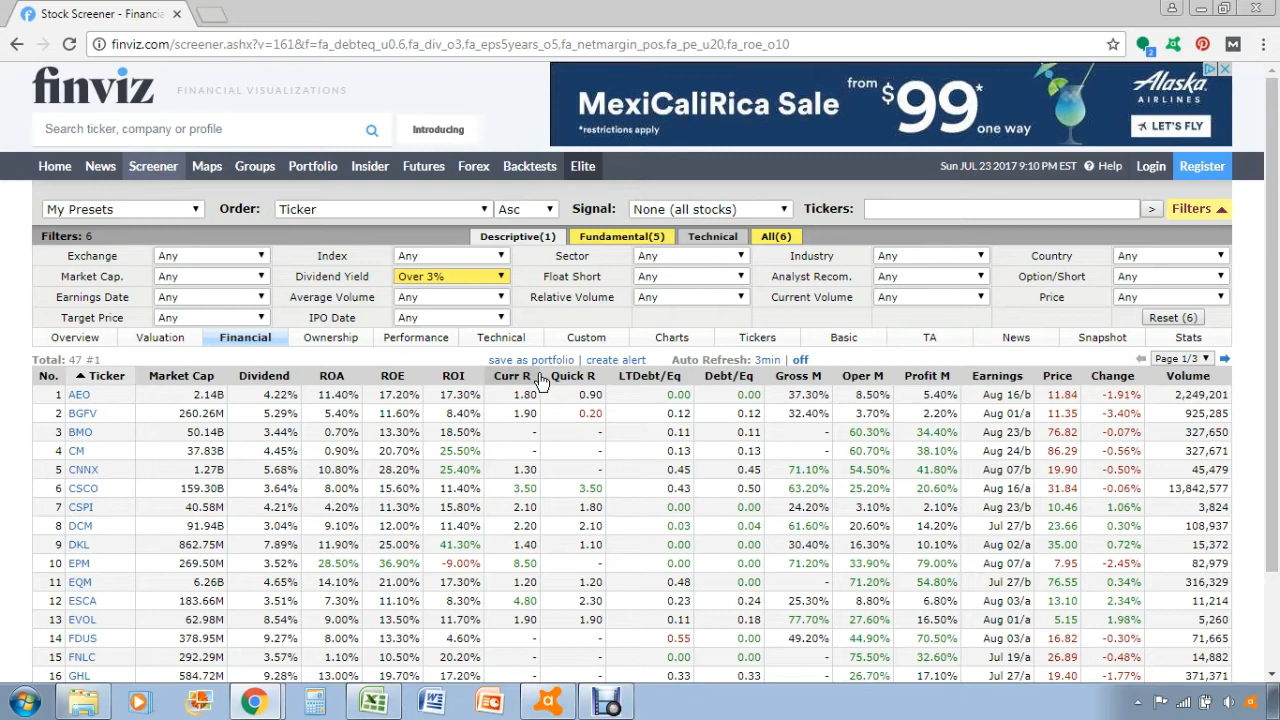 Stock Screener - Financia
finviz.com/screener.ashx?v=161&f=fa_debteq_u0.6,fa_div_o3,fa_eps5years_o5,fa_netmargin_pos,fa_pe_u20,fa_roe_o10
2
M
finviz FINANCIAL VISUALIZATIONS
MexiCaliRica Sale from $99* one way
*restrictions apply
Alaska AIRLINES
LET'S FLY
Search ticker, company or profile
Introducing
Home News Screener Maps Groups Portfolio Insider Futures Forex Backtests Elite Sun JUL 23 2017 9:10 PM EST Help Login Register
My Presets Order: Ticker Asc Signal: None (all stocks) Tickers: > Filters
Filters: 6 Descriptive(1) Fundamental(5) Technical All(6)
Exchange Any Index Any Sector Any Industry Any Country Any
Market Cap. Any Dividend Yield Over 3% Float Short Any Analyst Recom. Any Option/Short Any
Earnings Date Any Average Volume Any Relative Volume Any Current Volume Any Price Any
Target Price Any IPO Date Any Reset (6)
Overview Valuation Financial Ownership Performance Technical Custom Charts Tickers Basic TA News Snapshot Stats
Total: 47 #1 save as portfolio | create alert Auto Refresh: 3min | off Page 1/3
No. Ticker Market Cap Dividend ROA ROE ROI Curr R Quick R LTDebt/Eq Debt/Eq Gross M Oper M Profit M Earnings Price Change Volume
1 AEO 2.14B 4.22% 11.40% 17.20% 17.30% 1.80 0.90 0.00 0.00 37.30% 8.50% 5.40% Aug 16/b 11.84 -1.91% 2,249,201
2 BGFV 260.26M 5.29% 5.40% 11.60% 8.40% 1.90 0.20 0.12 0.12 32.40% 3.70% 2.20% Aug 01/a 11.35 -3.40% 925,285
3 BMO 50.14B 3.44% 0.70% 13.30% 18.50% - - 0.11 0.11 - 60.30% 34.40% Aug 23/b 76.82 -0.07% 327,650
4 CM 37.83B 4.45% 0.90% 20.70% 25.50% - - 0.13 0.13 - 60.70% 38.10% Aug 24/b 86.29 -0.56% 327,671
5 CNNX 1.27B 5.68% 10.80% 28.20% 25.40% 1.30 - 0.45 0.45 71.10% 54.50% 41.80% Aug 07/b 19.90 -0.50% 45,479
6 CSCO 159.30B 3.64% 8.00% 15.60% 11.40% 3.50 3.50 0.43 0.50 63.20% 25.20% 20.60% Aug 16/a 31.84 -0.06% 13,842,577
7 CSPI 40.58M 4.21% 4.20% 11.30% 15.80% 2.10 1.80 0.00 0.00 24.20% 3.10% 2.10% Aug 23/b 10.46 1.06% 3,824
8 DCM 91.94B 3.04% 9.10% 12.00% 11.40% 2.20 2.10 0.03 0.04 61.60% 20.60% 14.20% Jul 27/b 23.66 0.30% 108,937
9 DKL 862.75M 7.89% 11.90% 25.00% 41.30% 1.40 1.10 0.00 0.00 30.40% 16.30% 10.10% Aug 02/a 35.00 0.72% 15,372
10 EPM 269.50M 3.52% 28.50% 36.90% -9.00% 8.50 - 0.00 0.00 71.20% 33.90% 79.00% Aug 07/a 7.95 -2.45% 82,979
11 EQM 6.26B 4.65% 14.10% 21.00% 17.30% 1.20 1.20 0.48 - - 71.20% 54.80% Jul 27/b 76.55 0.34% 316,329
12 ESCA 183.66M 3.51% 7.30% 11.10% 8.30% 4.80 2.30 0.23 0.24 25.30% 8.80% 6.80% Aug 03/a 13.10 2.34% 11,214
13 EVOL 62.98M 8.54% 9.00% 13.50% 11.70% 1.90 1.90 0.11 0.18 77.70% 27.60% 16.50% Aug 01/a 5.15 1.98% 5,260
14 FDUS 378.95M 9.27% 8.00% 8.30% 4.60% - - 0.55 0.00 49.20% 44.90% 70.50% Aug 03/a 16.82 -0.30% 71,665
15 FNLC 292.29M 3.57% 1.10% 10.50% 20.20% - - 0.00 0.00 - 75.50% 32.60% Jul 19/a 26.89 -0.48% 14,882
16 GHL 584.72M 9.28% 13.00% 19.70% 17.20% - - 0.33 0.33 - 26.70% 17.10% Jul 27/a 19.40 -1.77% 371,371